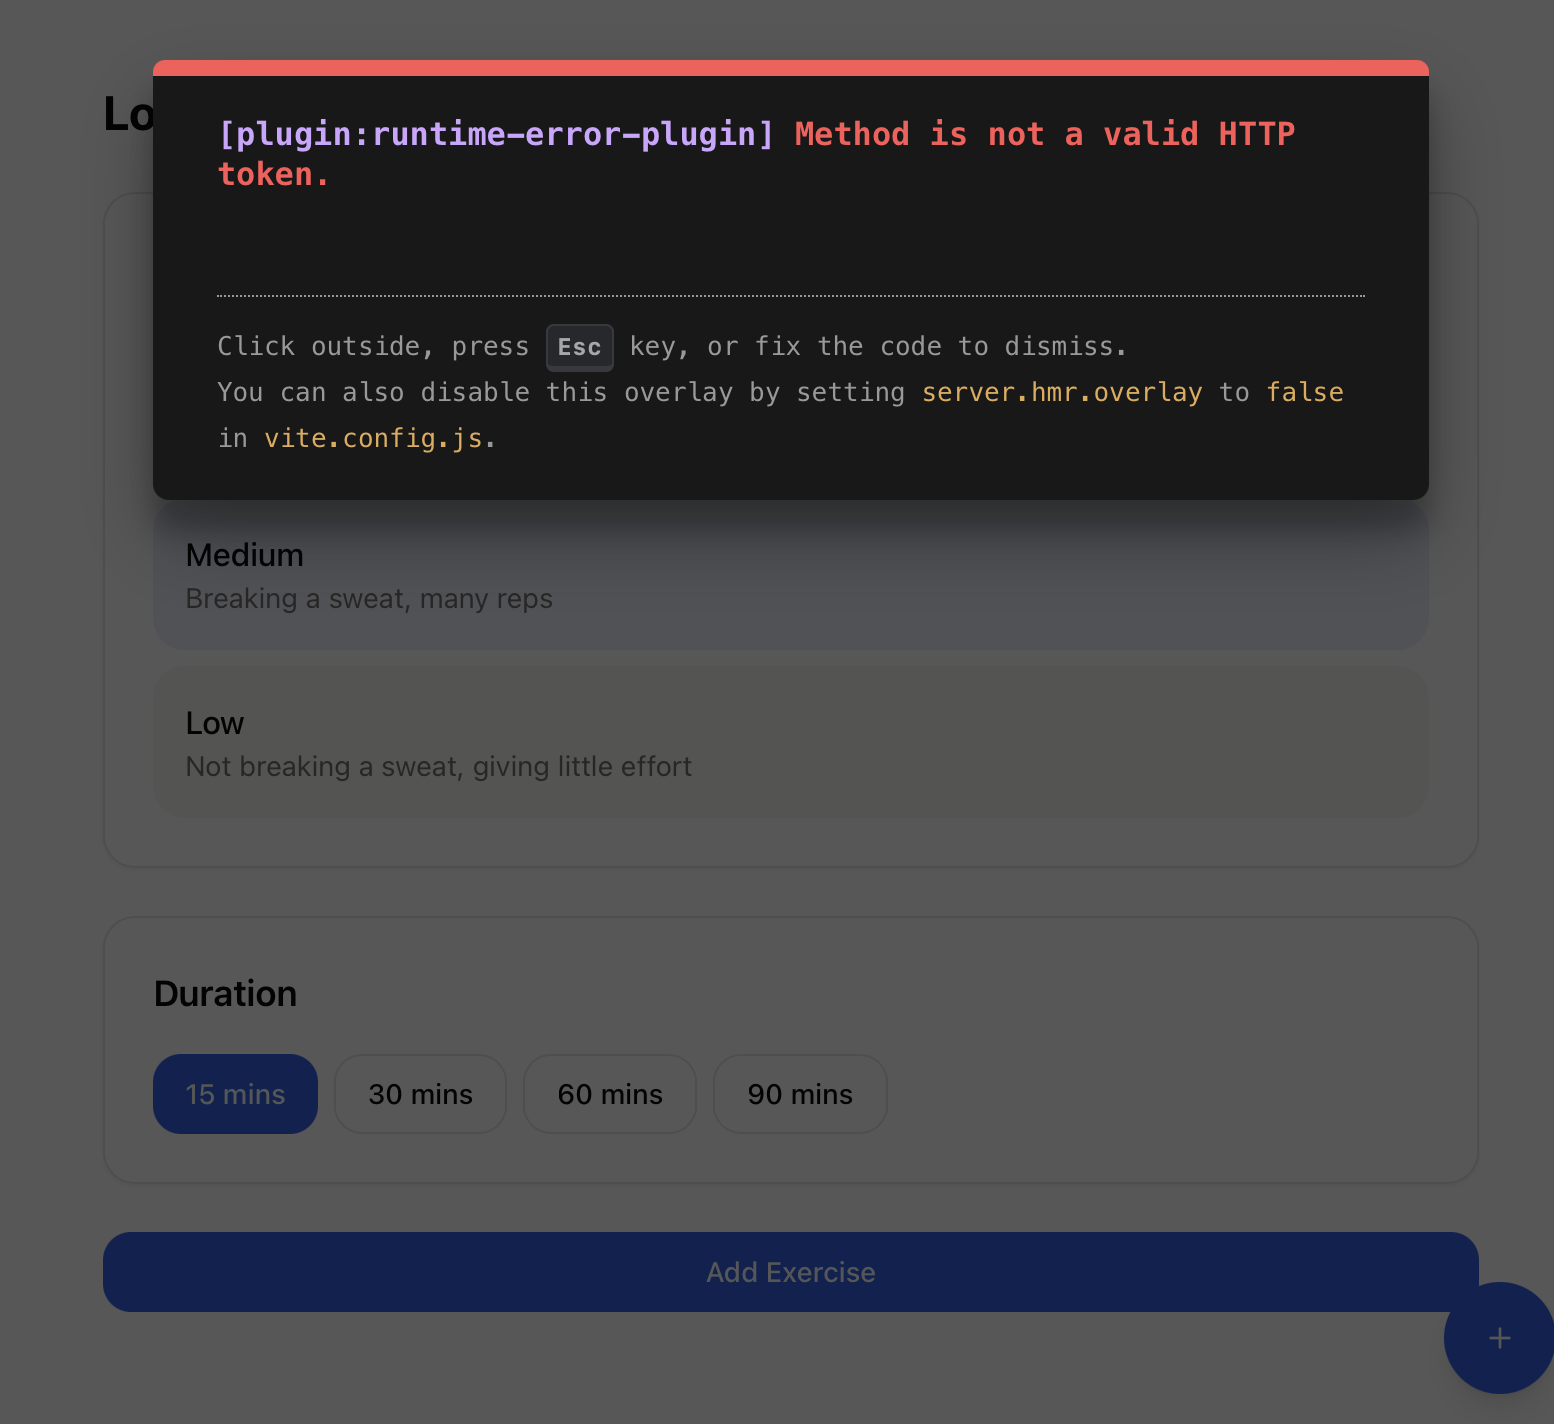 Lo
[plugin:runtime-error-plugin] Method is not a valid HTTP
token.
Click outside, press Esc key, or fix the code to dismiss.
You can also disable this overlay by setting server.hmr.overlay to false
in vite.config.js.
Medium
Breaking a sweat, many reps
Low
Not breaking a sweat, giving little effort
Duration
15 mins 30 mins 60 mins 90 mins
Add Exercise
+